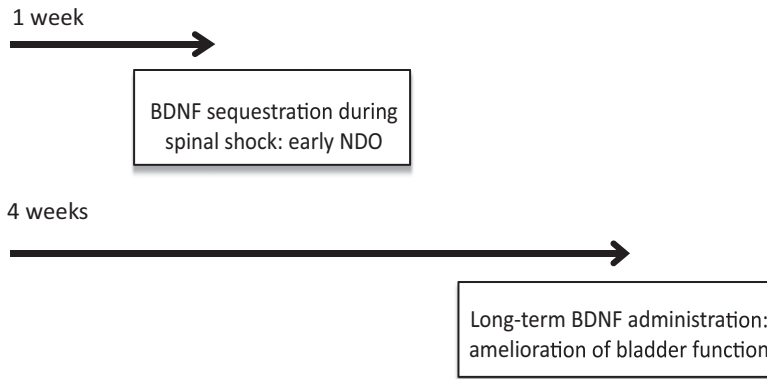 1 week
BDNF sequestration during
spinal shock: early NDO
4 weeks
Long-term BDNF administration:
amelioration of bladder function